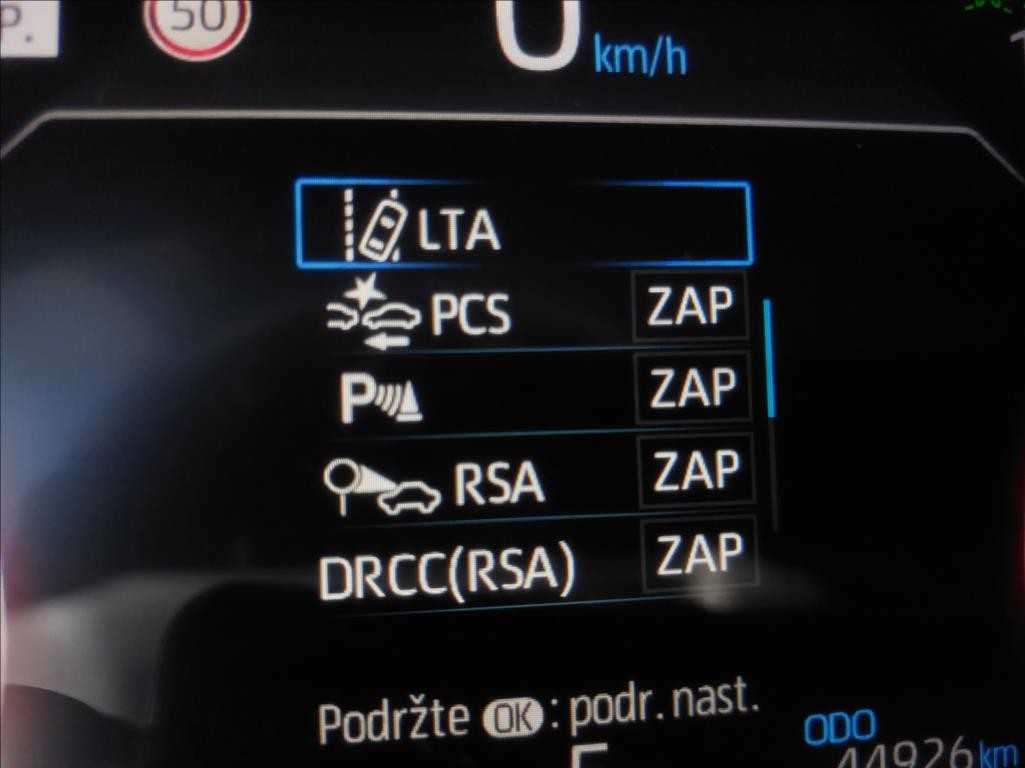 P.
50
0 km/h
LTA
PCS ZAP
P ZAP
RSA ZAP
DRCC(RSA) ZAP
Podržte OK : podr. nast.
ODO
44926 km